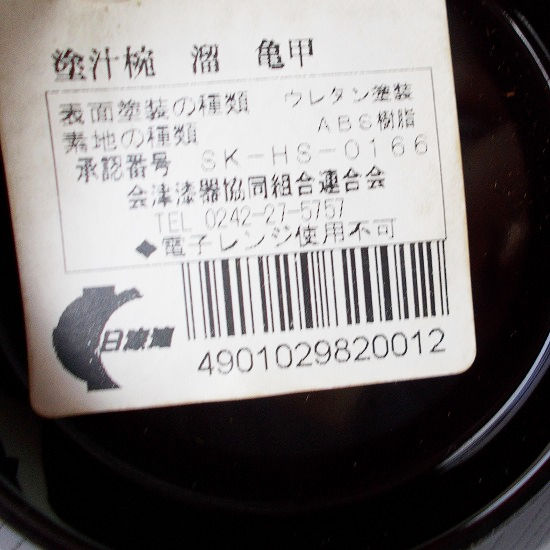 塗汁椀 溜 亀甲
表面塗装の種類 ウレタン塗装
素地の種類 ABS樹脂
承認番号 SK-HS-0166
会津漆器協同組合連合会
TEL 0242-27-5757
◆電子レンジ使用不可
4901029820012